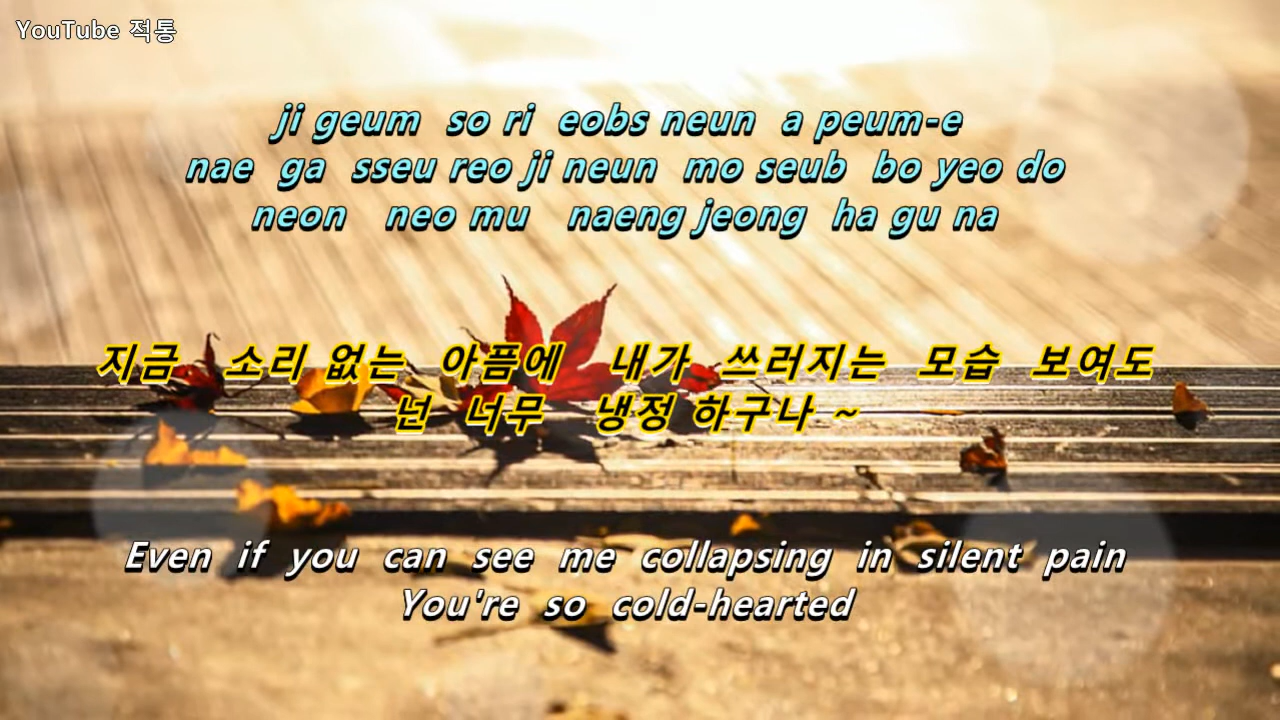 YouTube 적통
ji geum so ri eobs neun a peum-e
nae ga sseu reo ji neun mo seub bo yeo do
neon neo mu naeng jeong ha gu na
지금 소리 없는 아픔에 내가 쓰러지는 모습 보여도
넌 너무 냉정 하구나 ~
Even if you can see me collapsing in silent pain
You're so cold-hearted